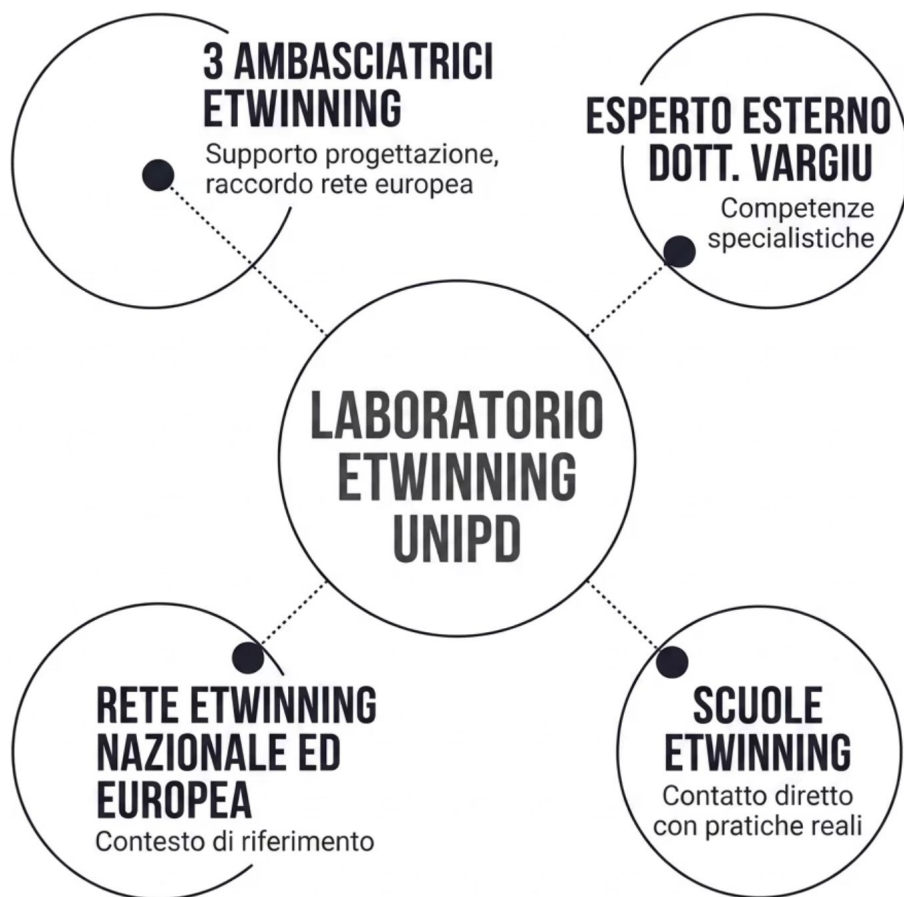 3 AMBASCIATRICI
ETWINNING
Supporto progettazione,
raccordo rete europea
ESPERTO ESTERNO
DOTT. VARGIU
Competenze
specialistiche
LABORATORIO
ETWINNING
UNIPD
RETE ETWINNING
NAZIONALE ED
EUROPEA
Contesto di riferimento
SCUOLE
ETWINNING
Contatto diretto
con pratiche reali